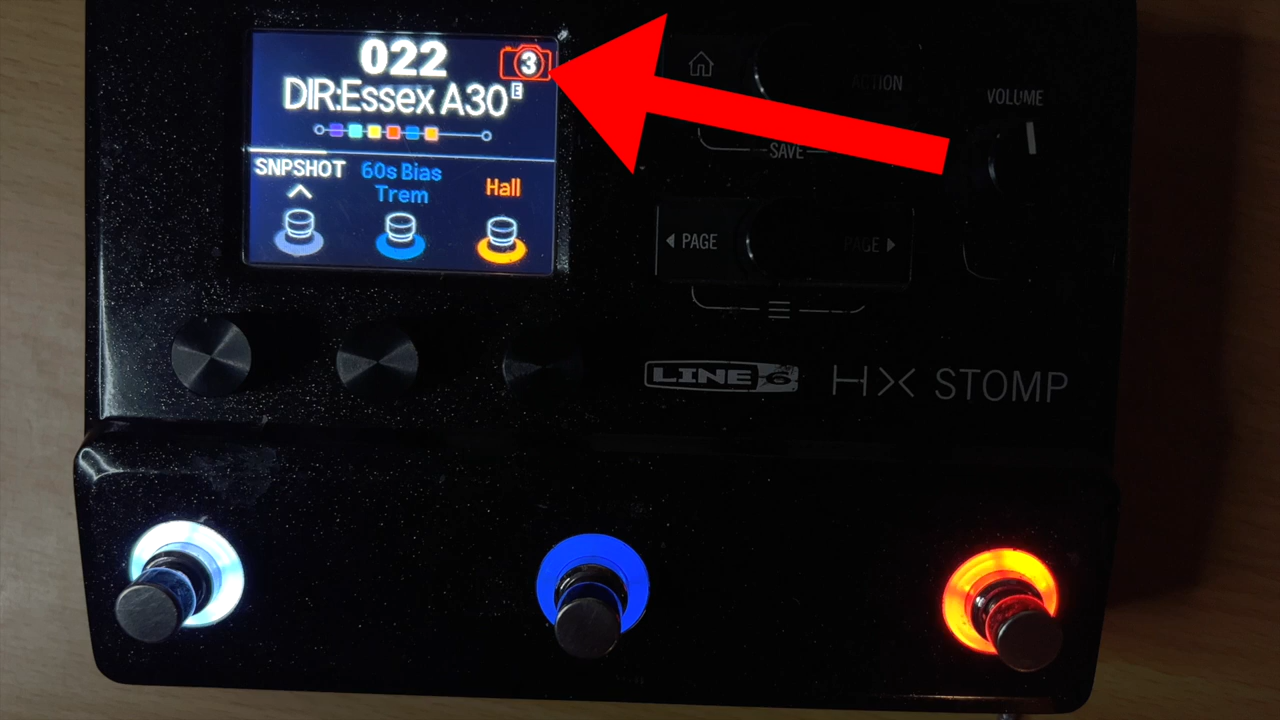 022
3
DIR:Essex A30 E
SNPSHOT
60s Bias
Trem
Hall
ACTION
SAVE
VOLUME
PAGE
PAGE
LINE 6
HX STOMP